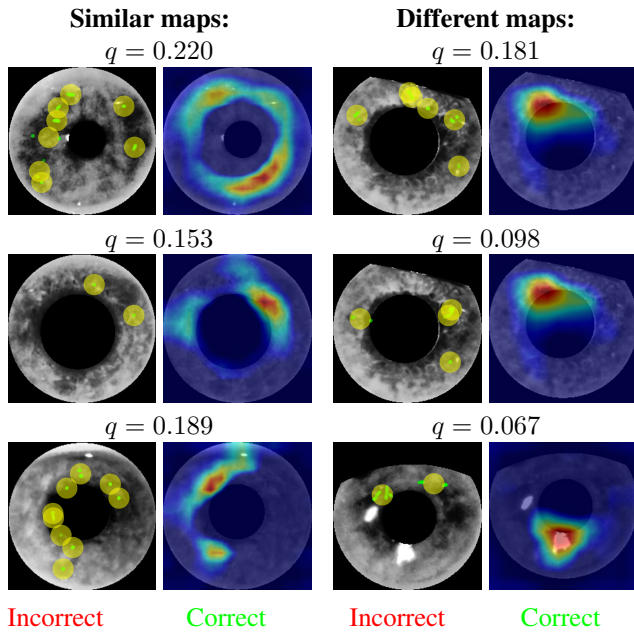 Similar maps: Different maps:
q = 0.220 q = 0.181
q = 0.153 q = 0.098
q = 0.189 q = 0.067
Incorrect Correct Incorrect Correct